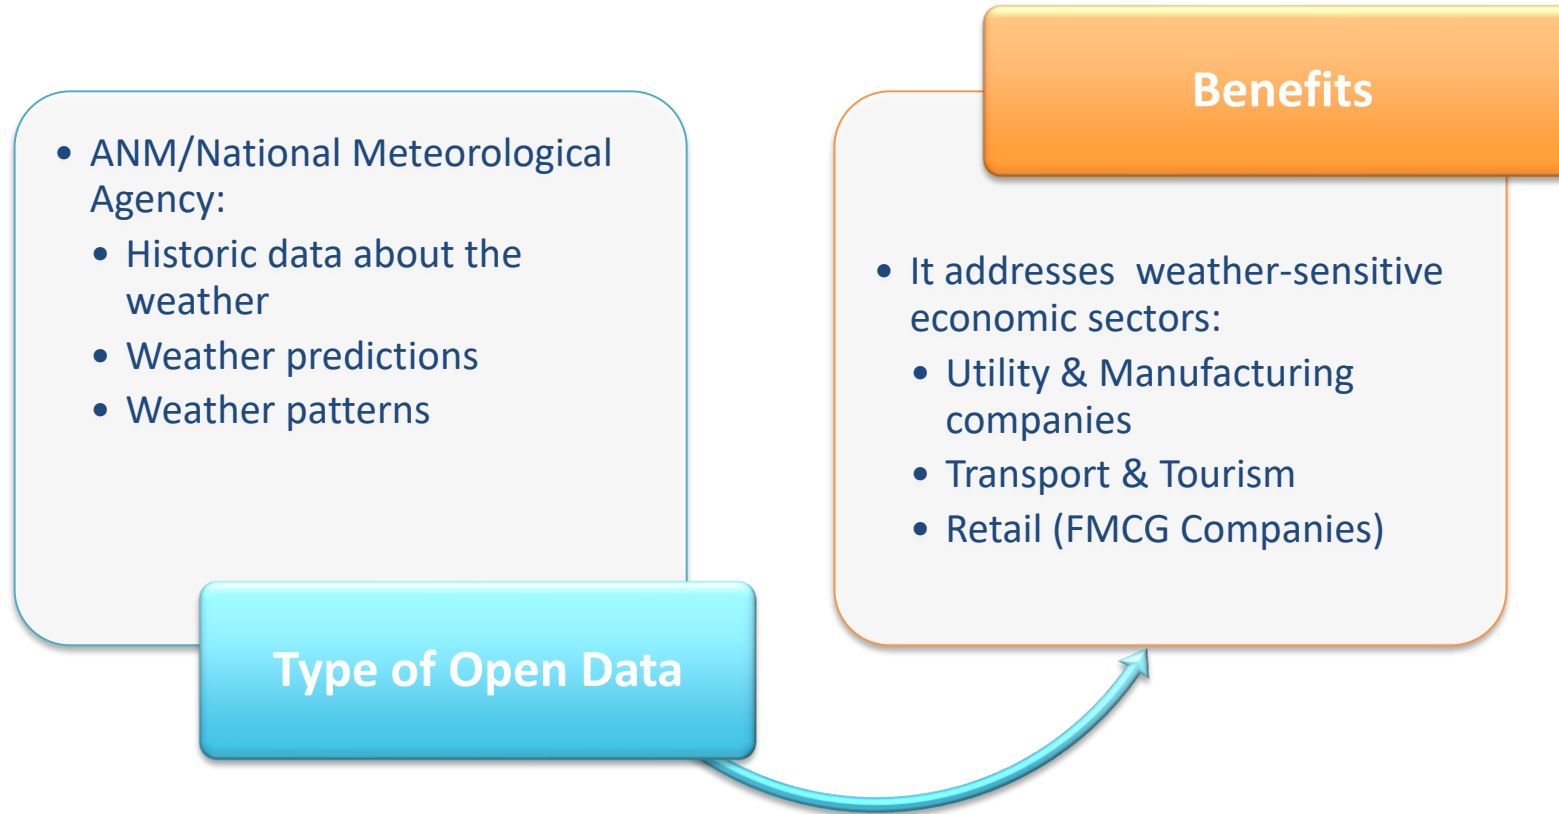 • ANM/National Meteorological
Agency:
• Historic data about the
weather
• Weather predictions
• Weather patterns
Type of Open Data
Benefits
• It addresses  weather-sensitive
economic sectors:
• Utility & Manufacturing
companies
• Transport & Tourism
• Retail (FMCG Companies)